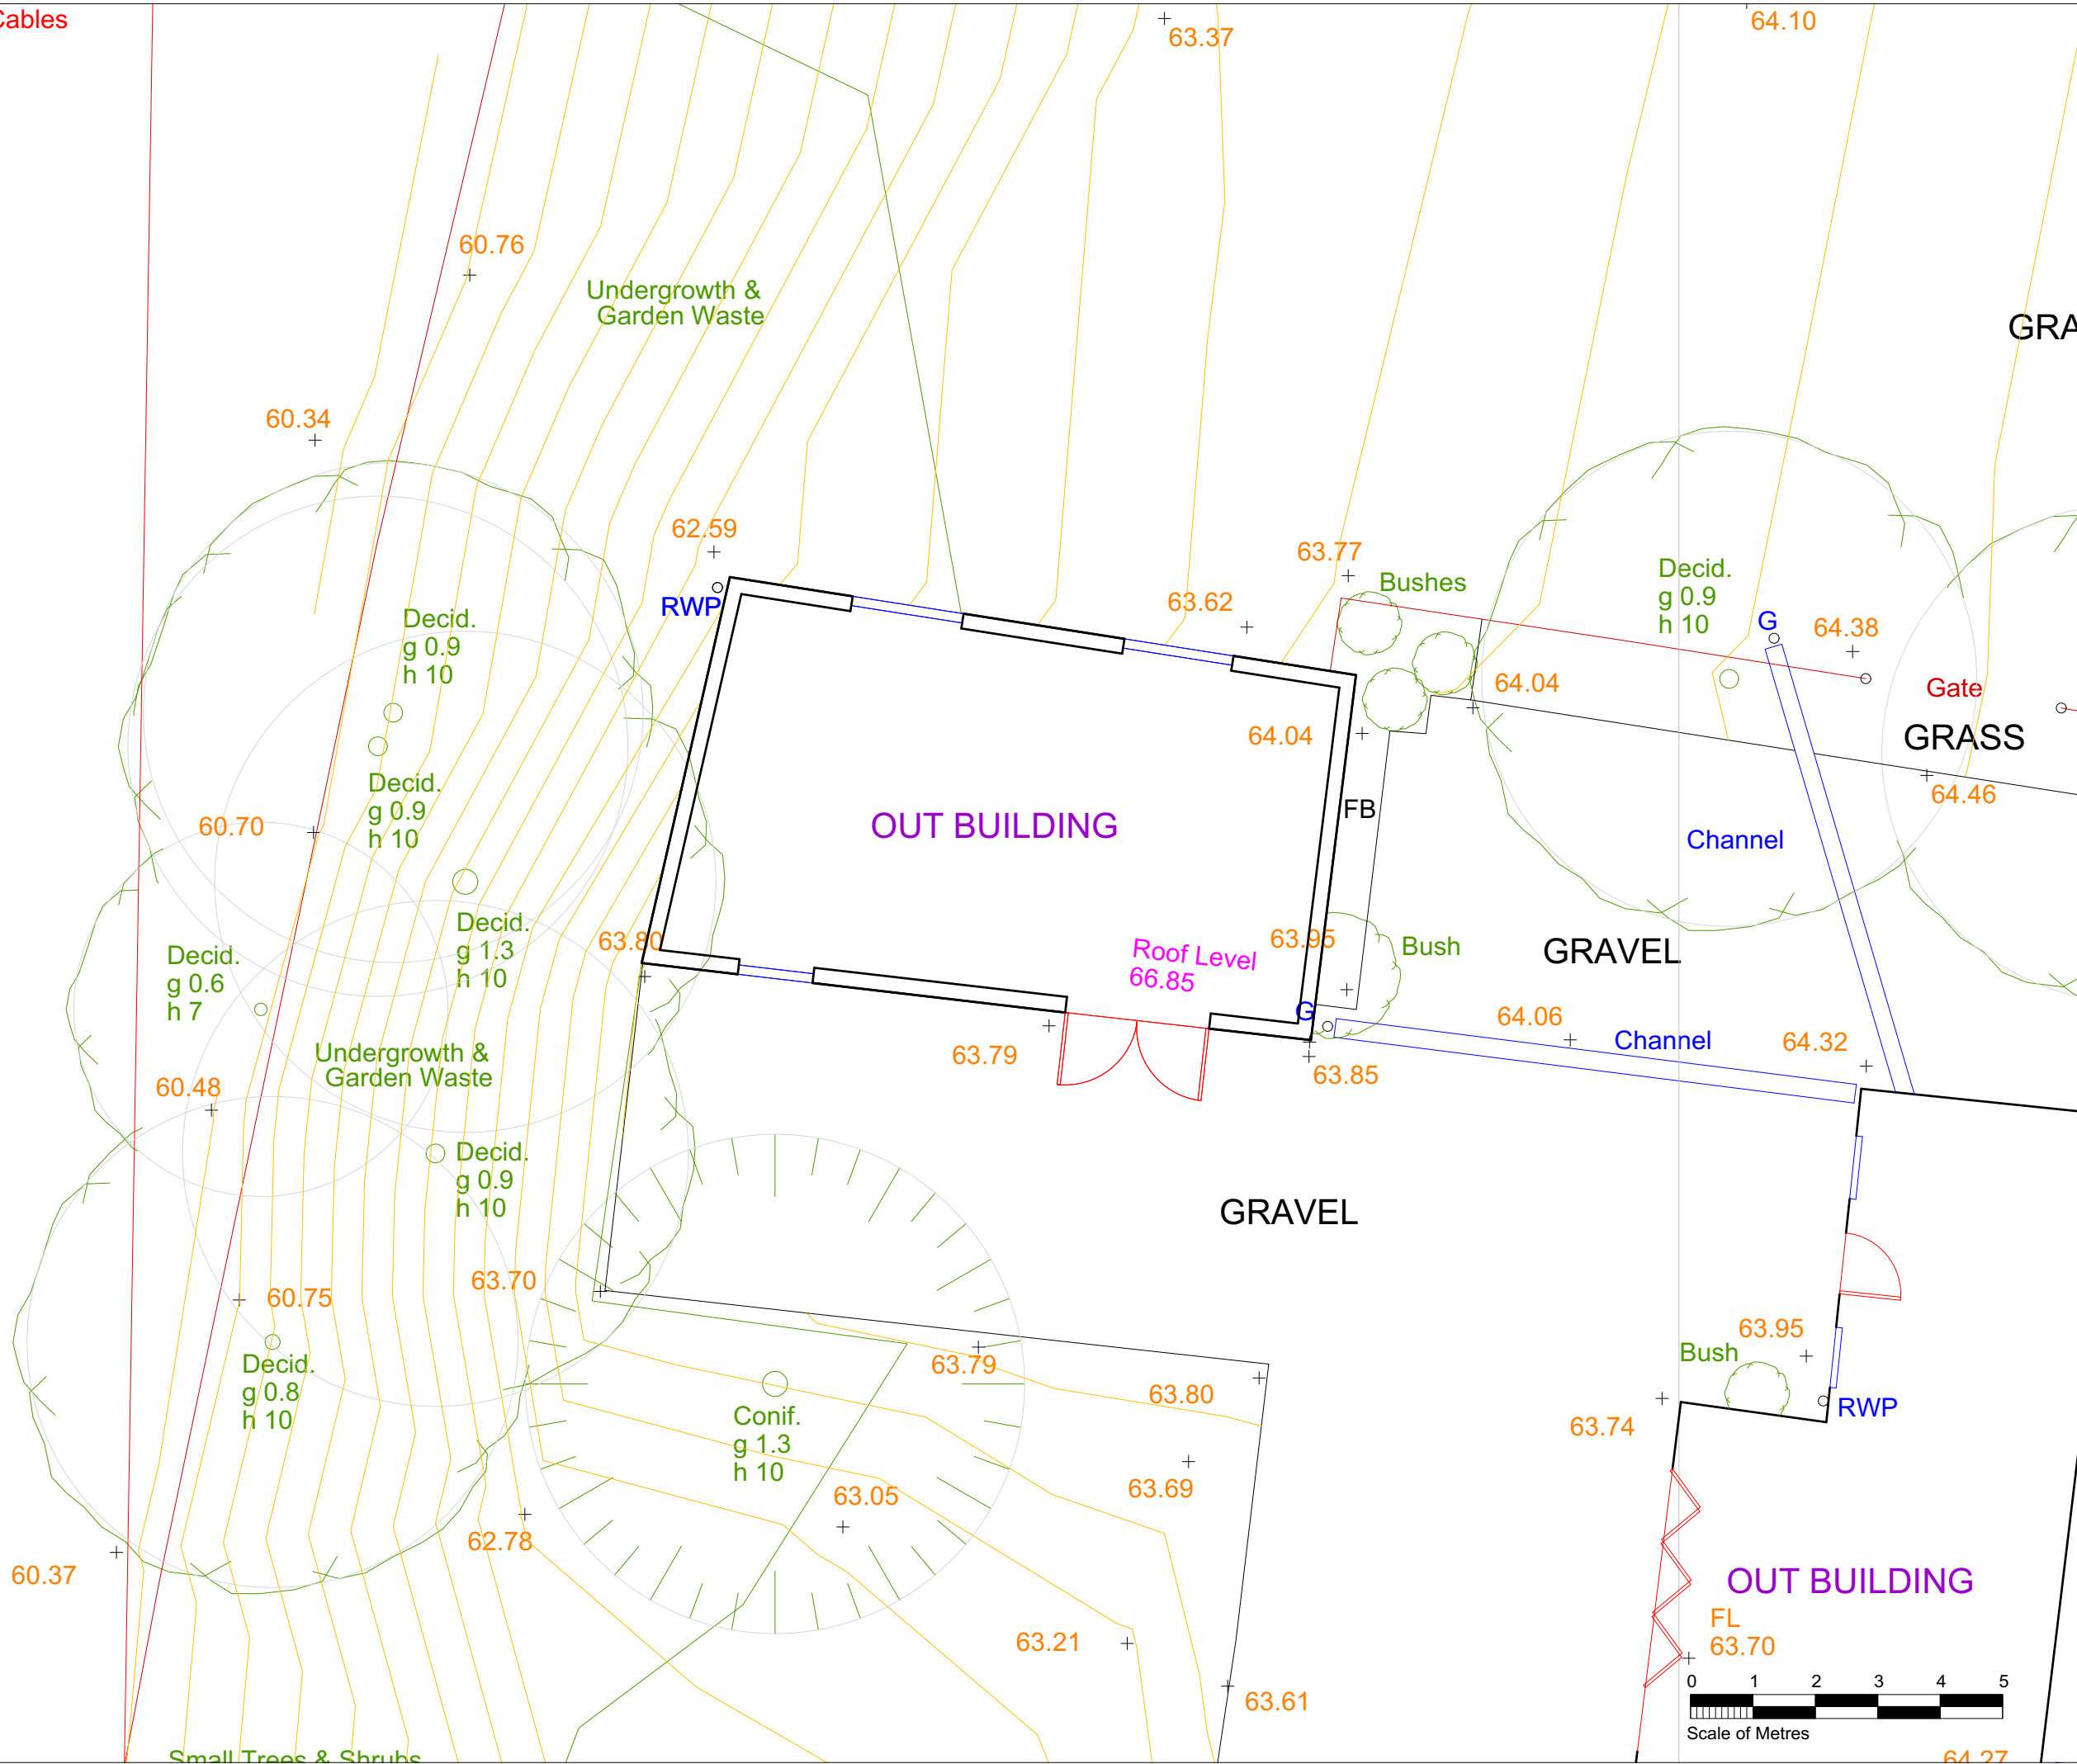 Cables
63.37
64.10
60.76
Undergrowth &
Garden Waste
GRA
60.34
62.59
RWP
63.77
63.62
Bushes
Decid.
g 0.9
h 10
G
64.38
Decid.
g 0.9
h 10
64.04
Gate
64.04
GRASS
Decid.
g 0.9
h 10
60.70
OUT BUILDING
FB
64.46
Channel
Decid.
g 1.3
h 10
63.80
Roof Level
66.85
63.95
Bush
GRAVEL
Decid.
g 0.6
h 7
G
64.06
Channel
64.32
Undergrowth &
Garden Waste
63.79
63.85
60.48
Decid.
g 0.9
h 10
GRAVEL
63.70
60.75
Decid.
g 0.8
h 10
63.79
63.80
63.95
Bush
RWP
63.74
Conif.
g 1.3
h 10
63.69
63.05
62.78
60.37
OUT BUILDING
FL
63.70
63.21
63.61
0 1 2 3 4 5
Scale of Metres
Small Trees & Shrubs
64.27